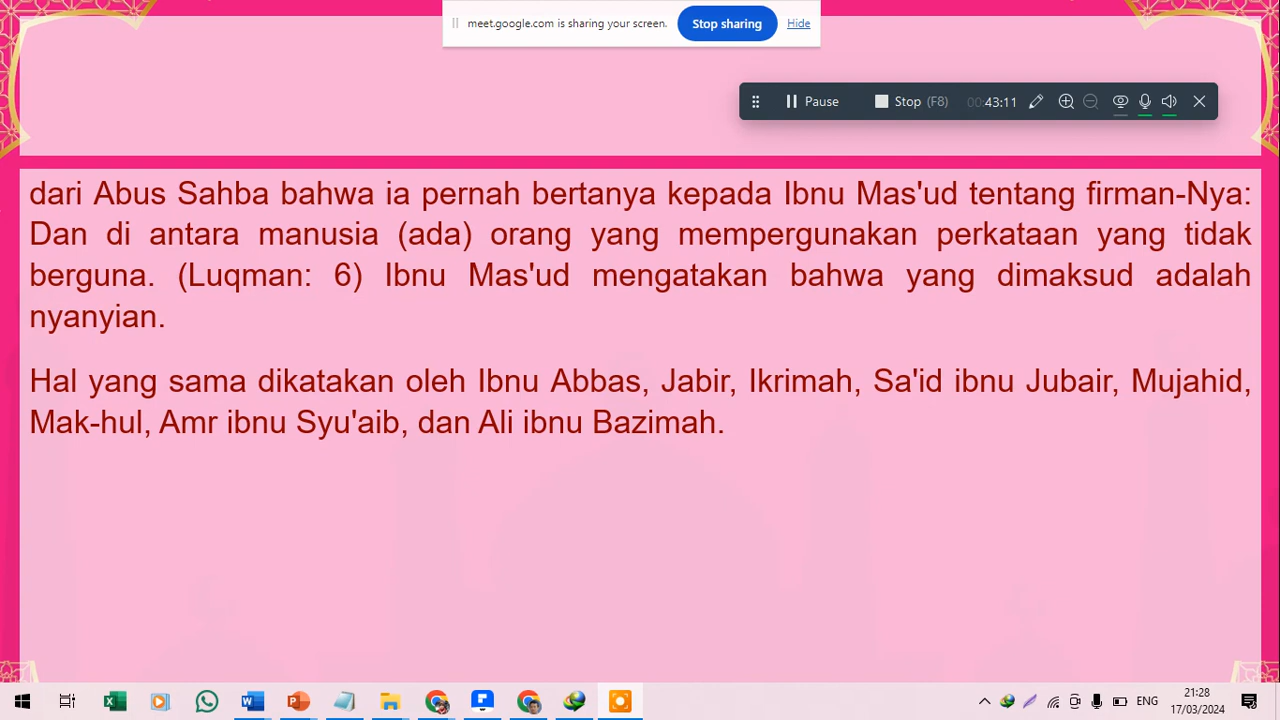 meet.google.com is sharing your screen. Stop sharing Hide
Pause Stop (F8) 00:43:11
dari Abus Sahba bahwa ia pernah bertanya kepada Ibnu Mas'ud tentang firman-Nya:
Dan di antara manusia (ada) orang yang mempergunakan perkataan yang tidak
berguna. (Luqman: 6) Ibnu Mas'ud mengatakan bahwa yang dimaksud adalah
nyanyian.
Hal yang sama dikatakan oleh Ibnu Abbas, Jabir, Ikrimah, Sa'id ibnu Jubair, Mujahid,
Mak-hul, Amr ibnu Syu'aib, dan Ali ibnu Bazimah.
ENG
21:28
17/03/2024